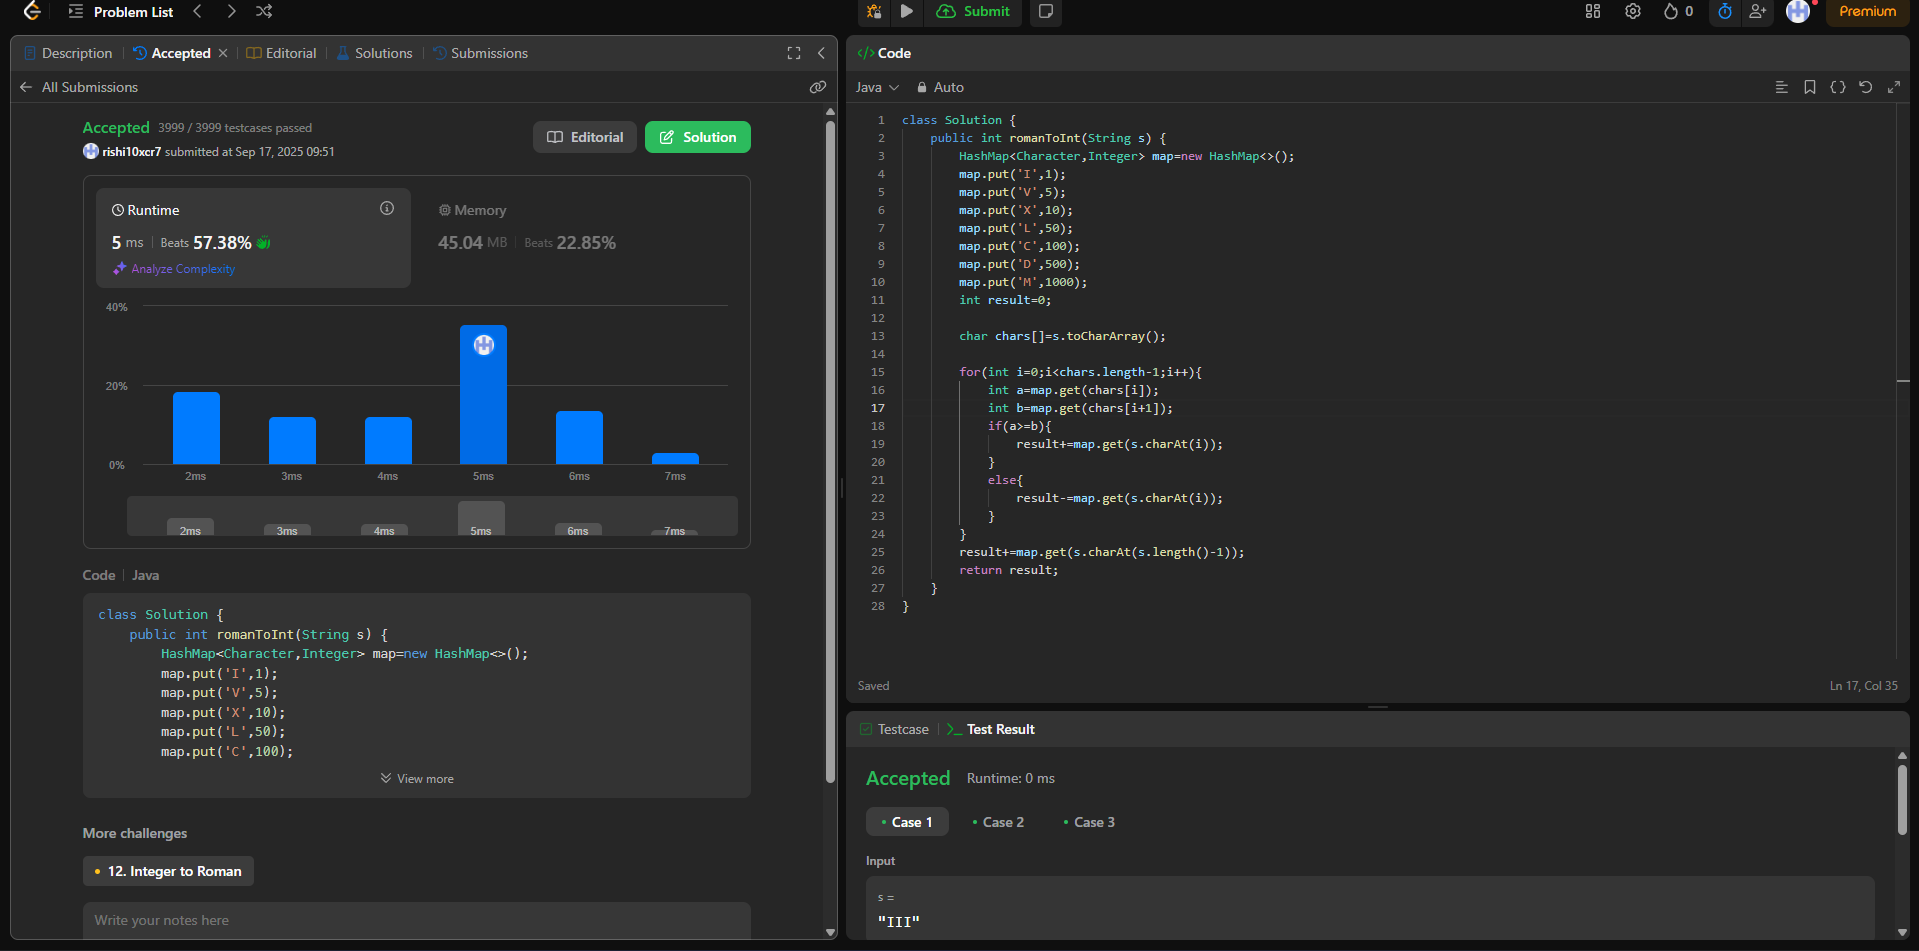 Problem List
Submit
0
Premium
Description
Accepted
Editorial
Solutions
Submissions
All Submissions
Accepted 3999 / 3999 testcases passed
rishi10xcr7 submitted at Sep 17, 2025 09:51
Editorial
Solution
Runtime
5 ms Beats 57.38%
Analyze Complexity
Memory
45.04 MB Beats 22.85%
40%
20%
0%
2ms 3ms 4ms 5ms 6ms 7ms
2ms 3ms 4ms 5ms 6ms 7ms
Code Java
class Solution {
public int romanToInt(String s) {
HashMap<Character,Integer> map=new HashMap<>();
map.put('I',1);
map.put('V',5);
map.put('X',10);
map.put('L',50);
map.put('C',100);
View more
More challenges
12. Integer to Roman
Write your notes here
</> Code
Java Auto
1 class Solution {
2 public int romanToInt(String s) {
3 HashMap<Character,Integer> map=new HashMap<>();
4 map.put('I',1);
5 map.put('V',5);
6 map.put('X',10);
7 map.put('L',50);
8 map.put('C',100);
9 map.put('D',500);
10 map.put('M',1000);
11 int result=0;
12
13 char chars[]=s.toCharArray();
14
15 for(int i=0;i<chars.length-1;i++){
16 int a=map.get(chars[i]);
17 int b=map.get(chars[i+1]);
18 if(a>=b){
19 result+=map.get(s.charAt(i));
20 }
21 else{
22 result-=map.get(s.charAt(i));
23 }
24 }
25 result+=map.get(s.charAt(s.length()-1));
26 return result;
27 }
28 }
Saved
Ln 17, Col 35
Testcase
Test Result
Accepted Runtime: 0 ms
Case 1
Case 2
Case 3
Input
s =
"III"